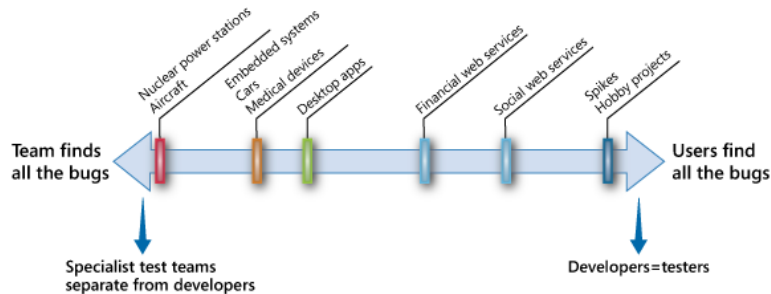 Nuclear power stations
Aircraft
Embedded systems
Cars
Medical devices
Desktop apps
Financial web services
Social web services
Spikes
Hobby projects
Team finds
all the bugs
Users find
all the bugs
Specialist test teams
separate from developers
Developers=testers